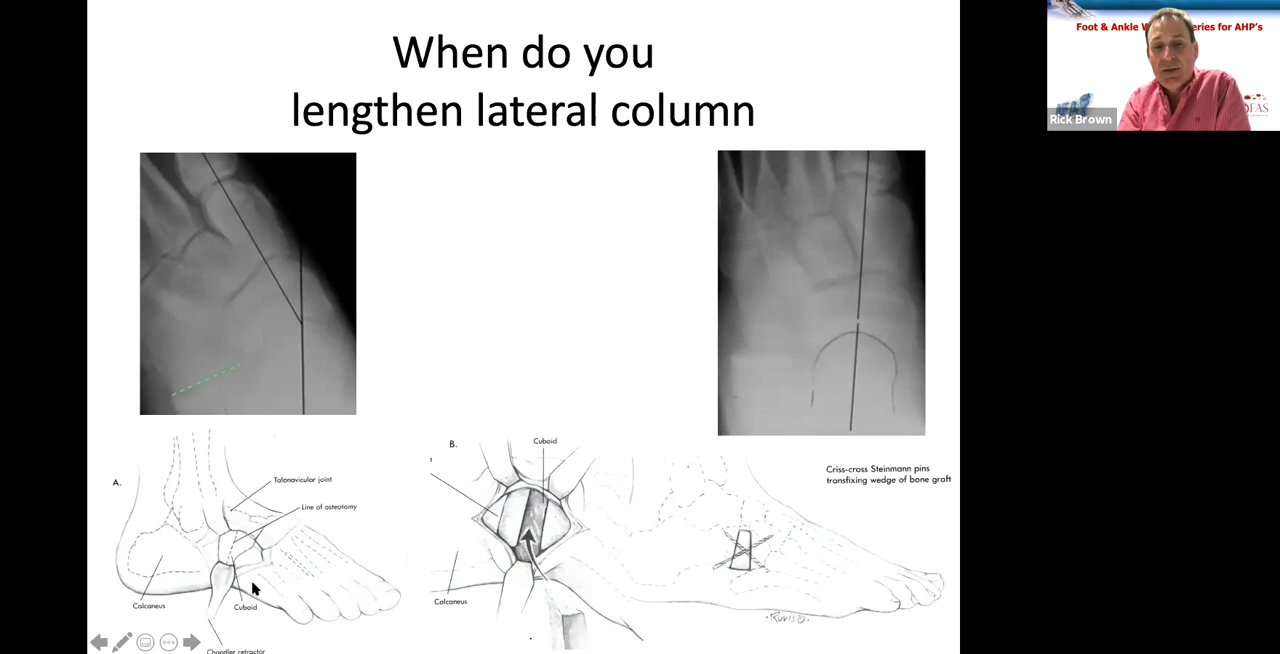 When do you
lengthen lateral column
Foot & Ankle W
eries for AHP's
Rick Brown
OFAS
A.
Talonavicular joint
Line of osteotomy
Calcaneus
Cuboid
Chandler retractor
B.
Cuboid
Calcaneus
Criss-cross Steinmann pins
transfixing wedge of bone graft